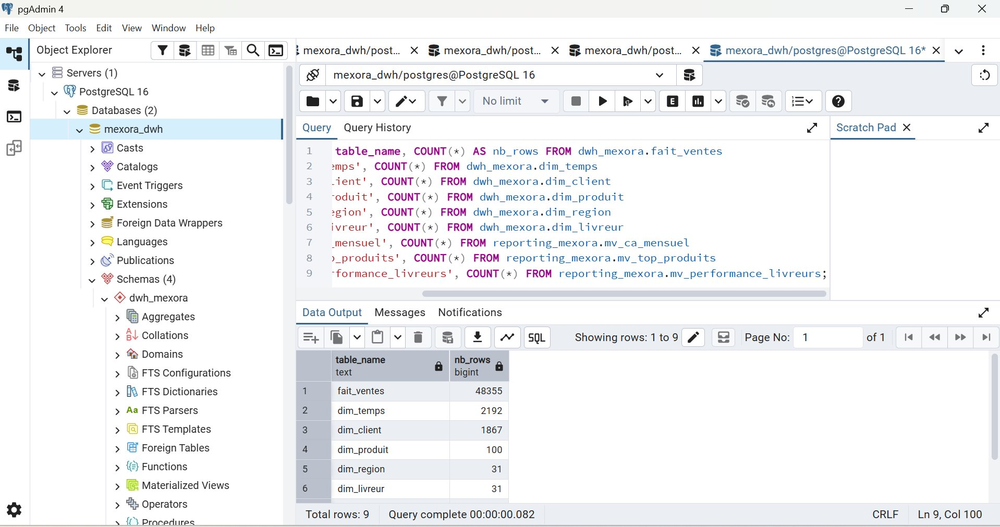 pgAdmin 4
File Object Tools Edit View Window Help
Object Explorer
mexora_dwh/post... mexora_dwh/post... mexora_dwh/post... mexora_dwh/postgres@PostgreSQL 16*
Servers (1)
PostgreSQL 16
Databases (2)
mexora_dwh
Casts
Catalogs
Event Triggers
Extensions
Foreign Data Wrappers
Languages
Publications
Schemas (4)
dwh_mexora
Aggregates
Collations
Domains
FTS Configurations
FTS Dictionaries
Aa FTS Parsers
FTS Templates
Foreign Tables
Functions
Materialized Views
Operators
Procedures
mexora_dwh/postgres@PostgreSQL 16
No limit
E
Query Query History
Scratch Pad
1 table_name, COUNT(*) AS nb_rows FROM dwh_mexora.fait_ventes
2 emps', COUNT(*) FROM dwh_mexora.dim_temps
3 lient', COUNT(*) FROM dwh_mexora.dim_client
4 roduit', COUNT(*) FROM dwh_mexora.dim_produit
5 egion', COUNT(*) FROM dwh_mexora.dim_region
6 ivreur', COUNT(*) FROM dwh_mexora.dim_livreur
7 _mensuel', COUNT(*) FROM reporting_mexora.mv_ca_mensuel
8 p_produits', COUNT(*) FROM reporting_mexora.mv_top_produits
9 rformance_livreurs', COUNT(*) FROM reporting_mexora.mv_performance_livreurs;
Data Output Messages Notifications
SQL
Showing rows: 1 to 9
Page No: 1 of 1
table_name nb_rows
text bigint
1 fait_ventes 48355
2 dim_temps 2192
3 dim_client 1867
4 dim_produit 100
5 dim_region 31
6 dim_livreur 31
Total rows: 9 Query complete 00:00:00.082 CRLF Ln 9, Col 100